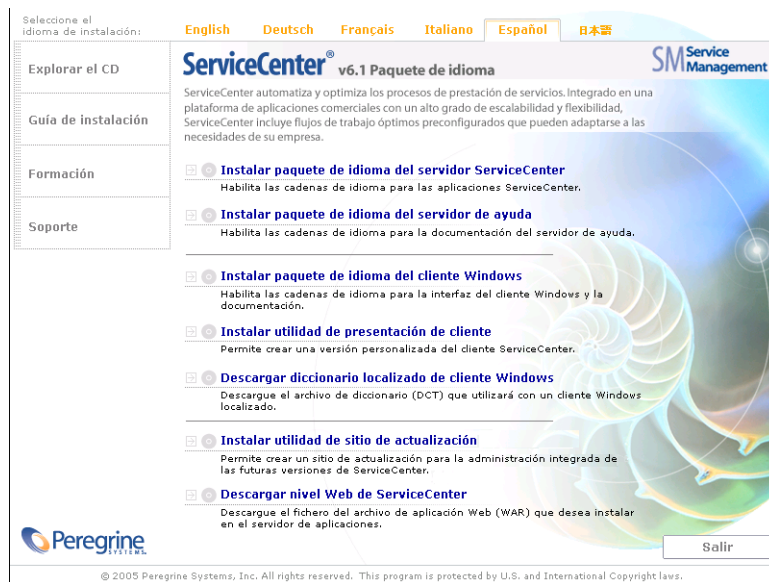 Seleccione el
idioma de instalación:
English Deutsch Français Italiano Español 日本語
Explorar el CD
Guía de instalación
Formación
Soporte
ServiceCenter® v6.1 Paquete de idioma
SM Service Management
ServiceCenter automatiza y optimiza los procesos de prestación de servicios. Integrado en una
plataforma de aplicaciones comerciales con un alto grado de escalabilidad y flexibilidad,
ServiceCenter incluye flujos de trabajo óptimos preconfigurados que pueden adaptarse a las
necesidades de su empresa.
Instalar paquete de idioma del servidor ServiceCenter
Habilita las cadenas de idioma para las aplicaciones ServiceCenter.
Instalar paquete de idioma del servidor de ayuda
Habilita las cadenas de idioma para la documentación del servidor de ayuda.
Instalar paquete de idioma del cliente Windows
Habilita las cadenas de idioma para la interfaz del cliente Windows y la
documentación.
Instalar utilidad de presentación de cliente
Permite crear una versión personalizada del cliente ServiceCenter.
Descargar diccionario localizado de cliente Windows
Descargue el archivo de diccionario (DCT) que utilizará con un cliente Windows
localizado.
Instalar utilidad de sitio de actualización
Permite crear un sitio de actualización para la administración integrada de
las futuras versiones de ServiceCenter.
Descargar nivel Web de ServiceCenter
Descargue el fichero del archivo de aplicación Web (WAR) que desea instalar
en el servidor de aplicaciones.
Peregrine
SYSTEMS
Salir
© 2005 Peregrine Systems, Inc. All rights reserved. This program is protected by U.S. and International Copyright laws.